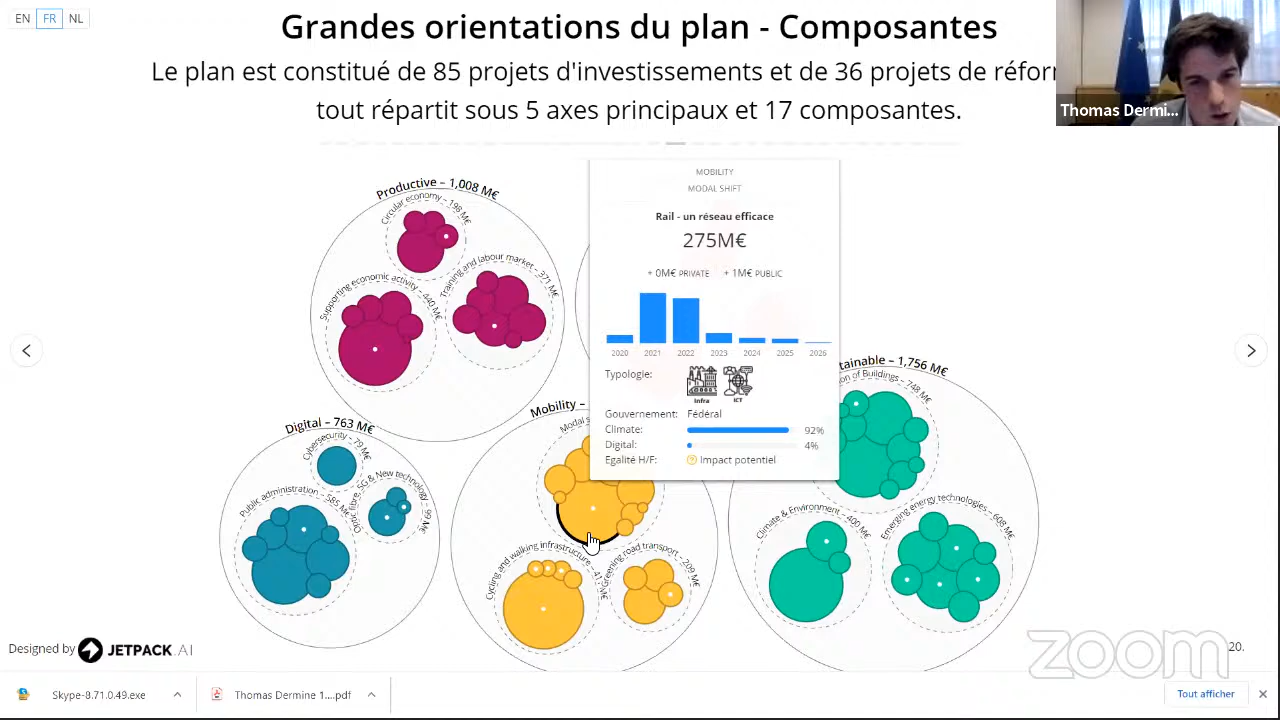 EN FR NL
Grandes orientations du plan - Composantes
Le plan est constitué de 85 projets d'investissements et de 36 projets de réfor
tout répartit sous 5 axes principaux et 17 composantes.
Thomas Dermi...
Productive – 1,008 M€
Circular economy – 198 M€
Supporting economic activity – 440 M€
Training and labour market – 371 M€
MOBILITY
MODAL SHIFT
Rail - un réseau efficace
275M€
+ 0M€ PRIVATE + 1M€ PUBLIC
2020 2021 2022 2023 2024 2025 2026
Typologie:
Infra ICT
Gouvernement: Fédéral
Climate: 92%
Digital: 4%
Egalité H/F: Impact potentiel
tainable – 1,756 M€
on of Buildings – 748 M€
Climate & Environment – 400 M€
Emerging energy technologies – 608 M€
Digital – 763 M€
Cybersecurity – 79 M€
Public administration – 585 M€
Optic fibre, 5G & New technology – 99 M€
Mobility –
Modal s
Cycling and walking infrastructure – 41
M€
Greening road transport – 209 M€
Designed by JETPACK.AI
zoom
20.
Skype-8.71.0.49.exe
Thomas Dermine 1....pdf
Tout afficher